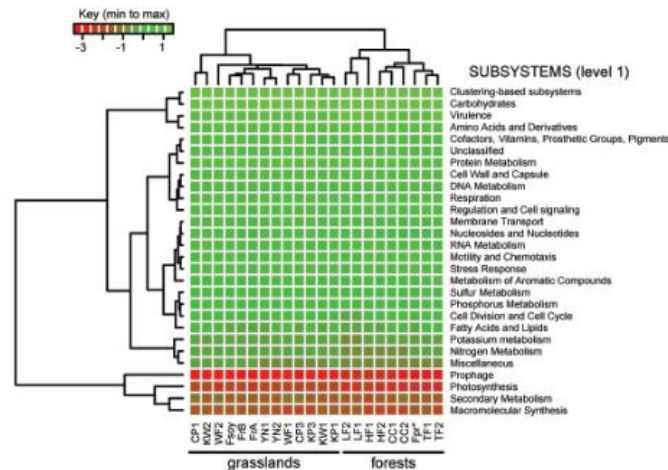 Key (min to max)
-3 -1 1
SUBSYSTEMS (level 1)
Clustering-based subsystems
Carbohydrates
Virulence
Amino Acids and Derivatives
Cofactors, Vitamins, Prosthetic Groups, Pigments
Unclassified
Protein Metabolism
Cell Wall and Capsule
DNA Metabolism
Respiration
Regulation and Cell signaling
Membrane Transport
Nucleosides and Nucleotides
RNA Metabolism
Motility and Chemotaxis
Stress Response
Metabolism of Aromatic Compounds
Sulfur Metabolism
Phosphorus Metabolism
Cell Division and Cell Cycle
Fatty Acids and Lipids
Potassium metabolism
Nitrogen Metabolism
Miscellaneous
Prophage
Photosynthesis
Secondary Metabolism
Macromolecular Synthesis
CP1 KW2 WF2 Fsoy FrB FrA YN1 YN2 WF1 CP3 KP3 KW1 KP1 LF2 LF1 HF1 HF2 CC1 CC2 Fpr* TF1 TF2
grasslands forests